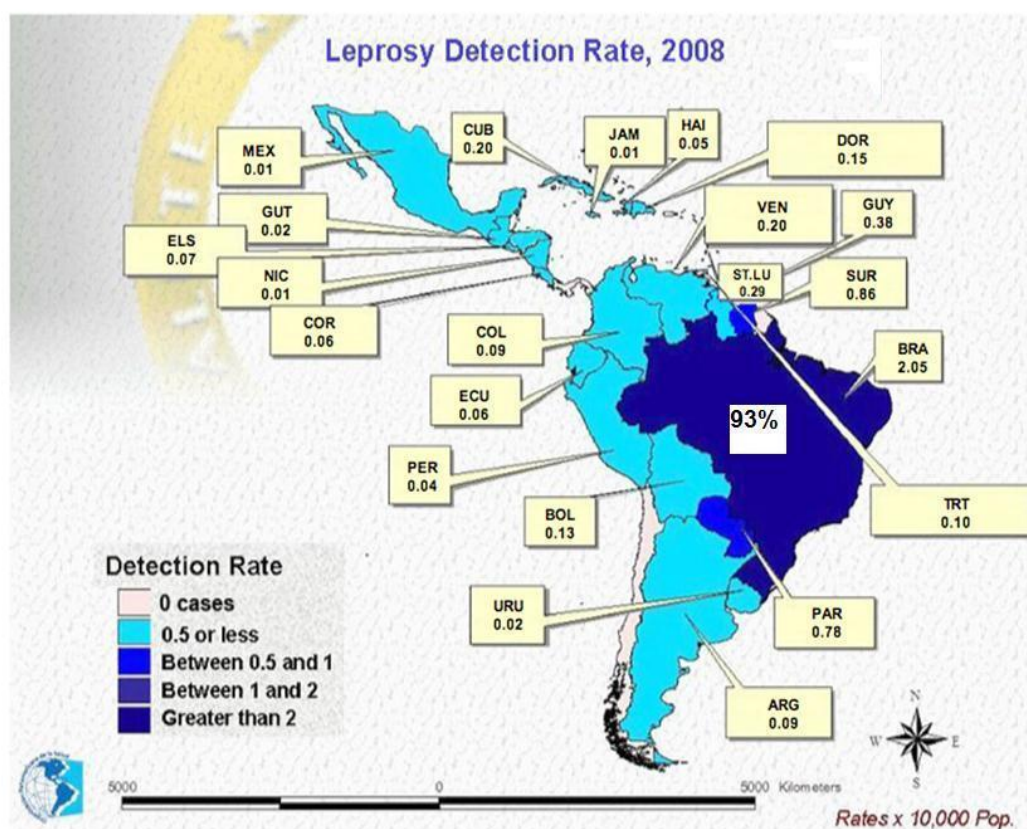 Leprosy Detection Rate, 2008
MEX
0.01
CUB
0.20
JAM
0.01
HAI
0.05
DOR
0.15
GUT
0.02
VEN
0.20
GUY
0.38
ELS
0.07
NIC
0.01
ST.LU
0.29
SUR
0.86
COR
0.06
COL
0.09
BRA
2.05
ECU
0.06
93%
PER
0.04
BOL
0.13
TRT
0.10
Detection Rate
0 cases
0.5 or less
Between 0.5 and 1
Between 1 and 2
Greater than 2
URU
0.02
PAR
0.78
ARG
0.09
N
W E
S
5000 0 5000 Kilometers
Rates x 10,000 Pop.